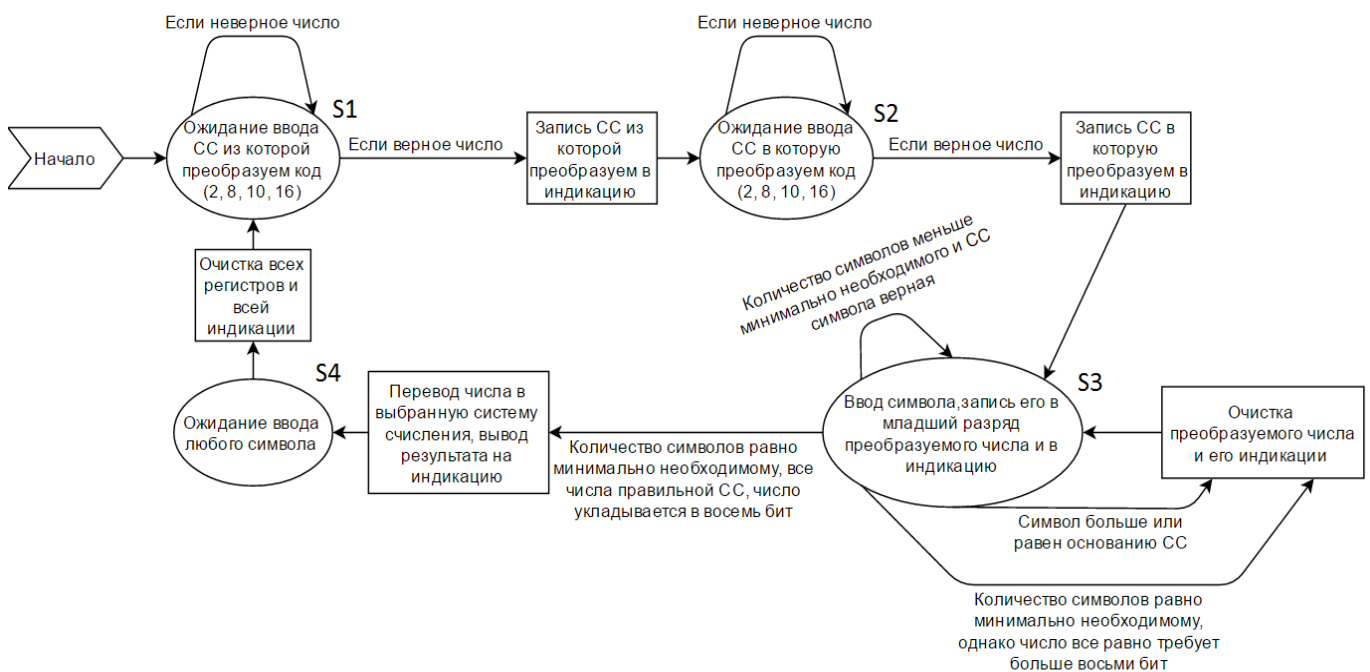 Если неверное число
Если неверное число
S1
S2
Начало
Ожидание ввода
СС из которой
преобразуем код
(2, 8, 10, 16)
Если верное число
Запись СС из
которой
преобразуем в
индикацию
Ожидание ввода
СС в которую
преобразуем код
(2, 8, 10, 16)
Если верное число
Запись СС в
которую
преобразуем в
индикацию
Очистка всех
регистров и
всей
индикации
Количество символов меньше
минимально необходимого и СС
символа верная
S4
Ожидание ввода
любого символа
Перевод числа в
выбранную систему
счисления, вывод
результата на
индикацию
Количество символов равно
минимально необходимому, все
числа правильной СС, число
укладывается в восемь бит
S3
Ввод символа,запись его в
младший разряд
преобразуемого числа и в
индикацию
Очистка
преобразуемого числа
и его индикации
Символ больше или
равен основанию СС
Количество символов равно
минимально необходимому,
однако число все равно требует
больше восьми бит